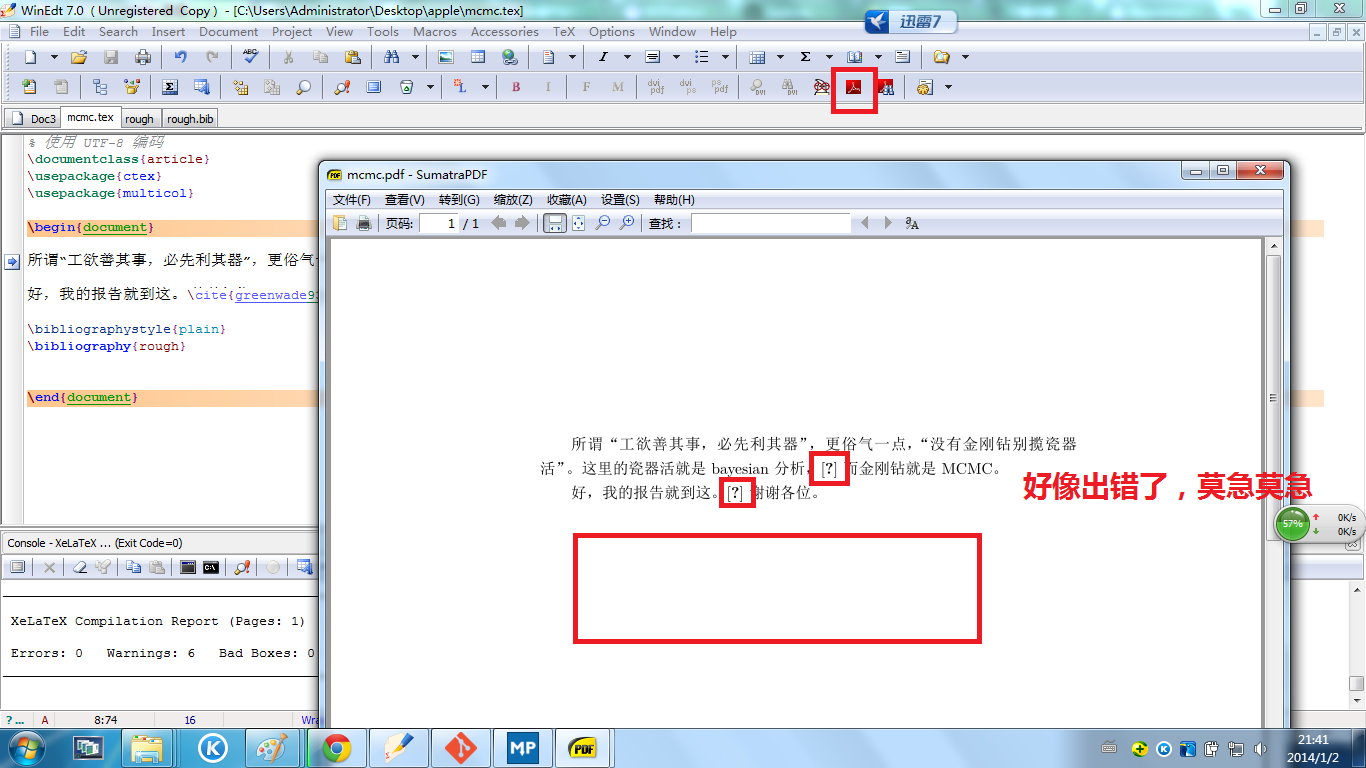 WinEdt 7.0 (Unregistered Copy) - [C:\Users\Administrator\Desktop\apple\mcmc.tex]
迅雷7
File Edit Search Insert Document Project View Tools Macros Accessories TeX Options Window Help
Doc3 mcmc.tex rough rough.bib
% 使用 UTF-8 编码
\documentclass{article}
\usepackage{ctex}
\usepackage{multicol}
\begin{document}
所谓“工欲善其事，必先利其器”，更俗气
好，我的报告就到这。\cite{greenwade9
\bibliographystyle{plain}
\bibliography{rough}
\end{document}
mcmc.pdf - SumatraPDF
文件(F) 查看(V) 转到(G) 缩放(Z) 收藏(A) 设置(S) 帮助(H)
页码: 1 / 1 查找：
所谓“工欲善其事，必先利其器”，更俗气一点，“没有金刚钻别揽瓷器
活”。这里的瓷器活就是 bayesian 分析，[?] 而金刚钻就是 MCMC。
好，我的报告就到这。[?] 谢谢各位。
好像出错了，莫急莫急
57%
0K/s
0K/s
Console - XeLaTeX ... (Exit Code=0)
XeLaTeX Compilation Report (Pages: 1)
Errors: 0 Warnings: 6 Bad Boxes: 0
? ... A 8:74 16 Wra
MP PDF
21:41
2014/1/2